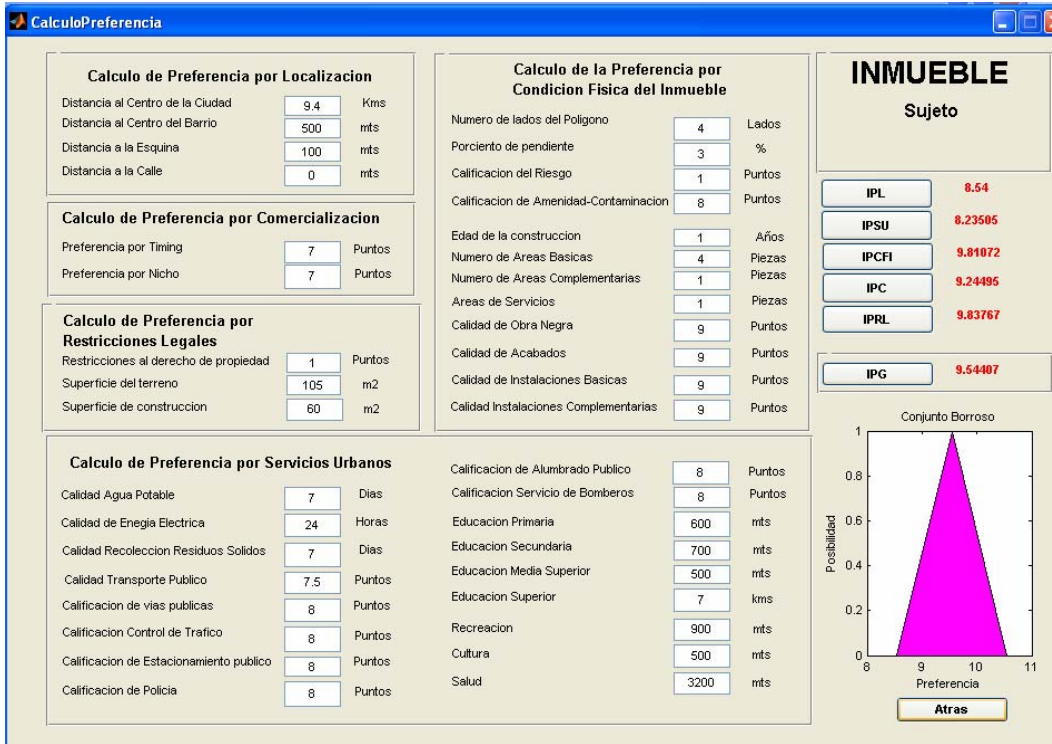 CalculoPreferencia
Calculo de Preferencia por Localizacion
Distancia al Centro de la Ciudad 9.4 Kms
Distancia al Centro del Barrio 500 mts
Distancia a la Esquina 100 mts
Distancia a la Calle 0 mts
Calculo de Preferencia por Comercializacion
Preferencia por Timing 7 Puntos
Preferencia por Nicho 7 Puntos
Calculo de Preferencia por
Restricciones Legales
Restricciones al derecho de propiedad 1 Puntos
Superficie del terreno 105 m2
Superficie de construccion 60 m2
Calculo de la Preferencia por
Condicion Fisica del Inmueble
Numero de lados del Poligono 4 Lados
Porciento de pendiente 3 %
Calificacion del Riesgo 1 Puntos
Calificacion de Amenidad-Contaminacion 8 Puntos
Edad de la construccion 1 Años
Numero de Areas Basicas 4 Piezas
Numero de Areas Complementarias 1 Piezas
Areas de Servicios 1 Piezas
Calidad de Obra Negra 9 Puntos
Calidad de Acabados 9 Puntos
Calidad de Instalaciones Basicas 9 Puntos
Calidad Instalaciones Complementarias 9 Puntos
Calculo de Preferencia por Servicios Urbanos
Calidad Agua Potable 7 Dias
Calidad de Enegia Electrica 24 Horas
Calidad Recoleccion Residuos Solidos 7 Dias
Calidad Transporte Publico 7.5 Puntos
Calificacion de vias publicas 8 Puntos
Calificacion Control de Trafico 8 Puntos
Calificacion de Estacionamiento publico 8 Puntos
Calificacion de Policia 8 Puntos
Calificacion de Alumbrado Publico 8 Puntos
Calificacion Servicio de Bomberos 8 Puntos
Educacion Primaria 600 mts
Educacion Secundaria 700 mts
Educacion Media Superior 500 mts
Educacion Superior 7 kms
Recreacion 900 mts
Cultura 500 mts
Salud 3200 mts
INMUEBLE
Sujeto
IPL 8.54
IPSU 8.23505
IPCFI 9.81072
IPC 9.24495
IPRL 9.83767
IPG 9.54407
Conjunto Borroso
Posibilidad
1
0.8
0.6
0.4
0.2
0
8 9 10 11
Preferencia
Atras